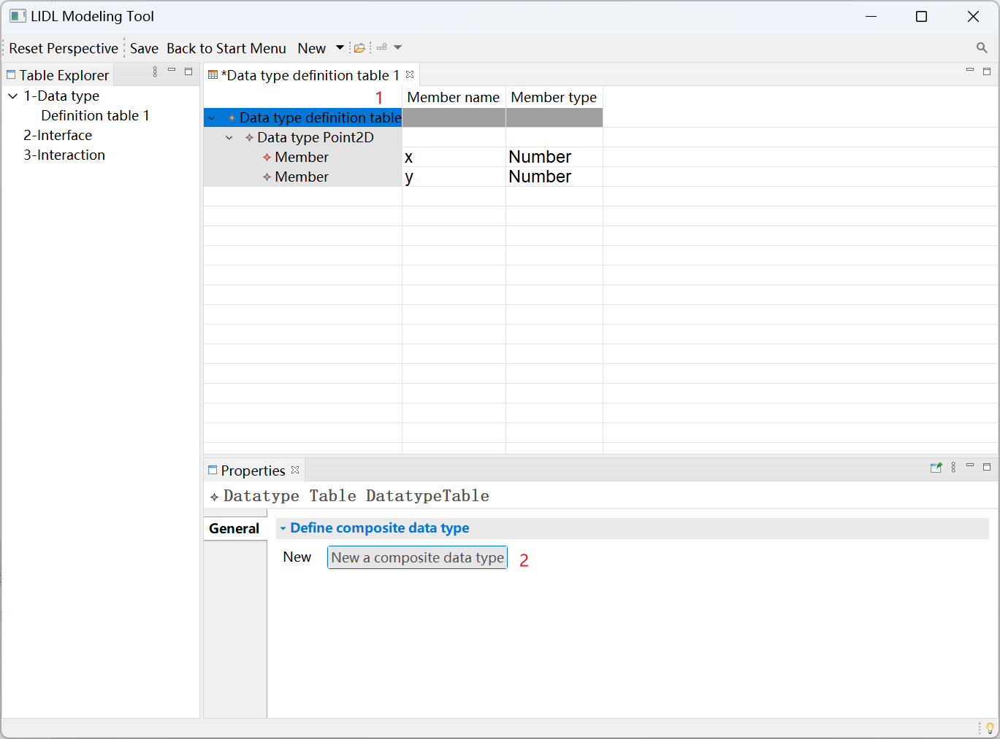 LIDL Modeling Tool
Reset Perspective Save Back to Start Menu New
Table Explorer
1-Data type
Definition table 1
2-Interface
3-Interaction
*Data type definition table 1
1 Member name Member type
Data type definition table
Data type Point2D
Member x Number
Member y Number
Properties
Datatype Table DatatypeTable
General
Define composite data type
New New a composite data type 2